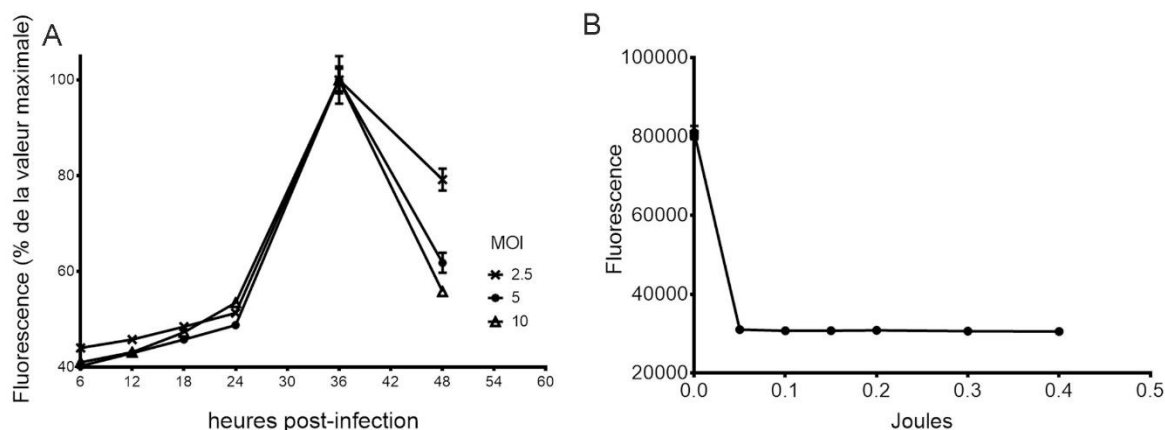 A
Fluorescence (% de la valeur maximale)
100
80
60
40
6 12 18 24 30 36 42 48 54 60
heures post-infection
MOI
2.5
5
10
B
Fluorescence
100000
80000
60000
40000
20000
0.0 0.1 0.2 0.3 0.4 0.5
Joules